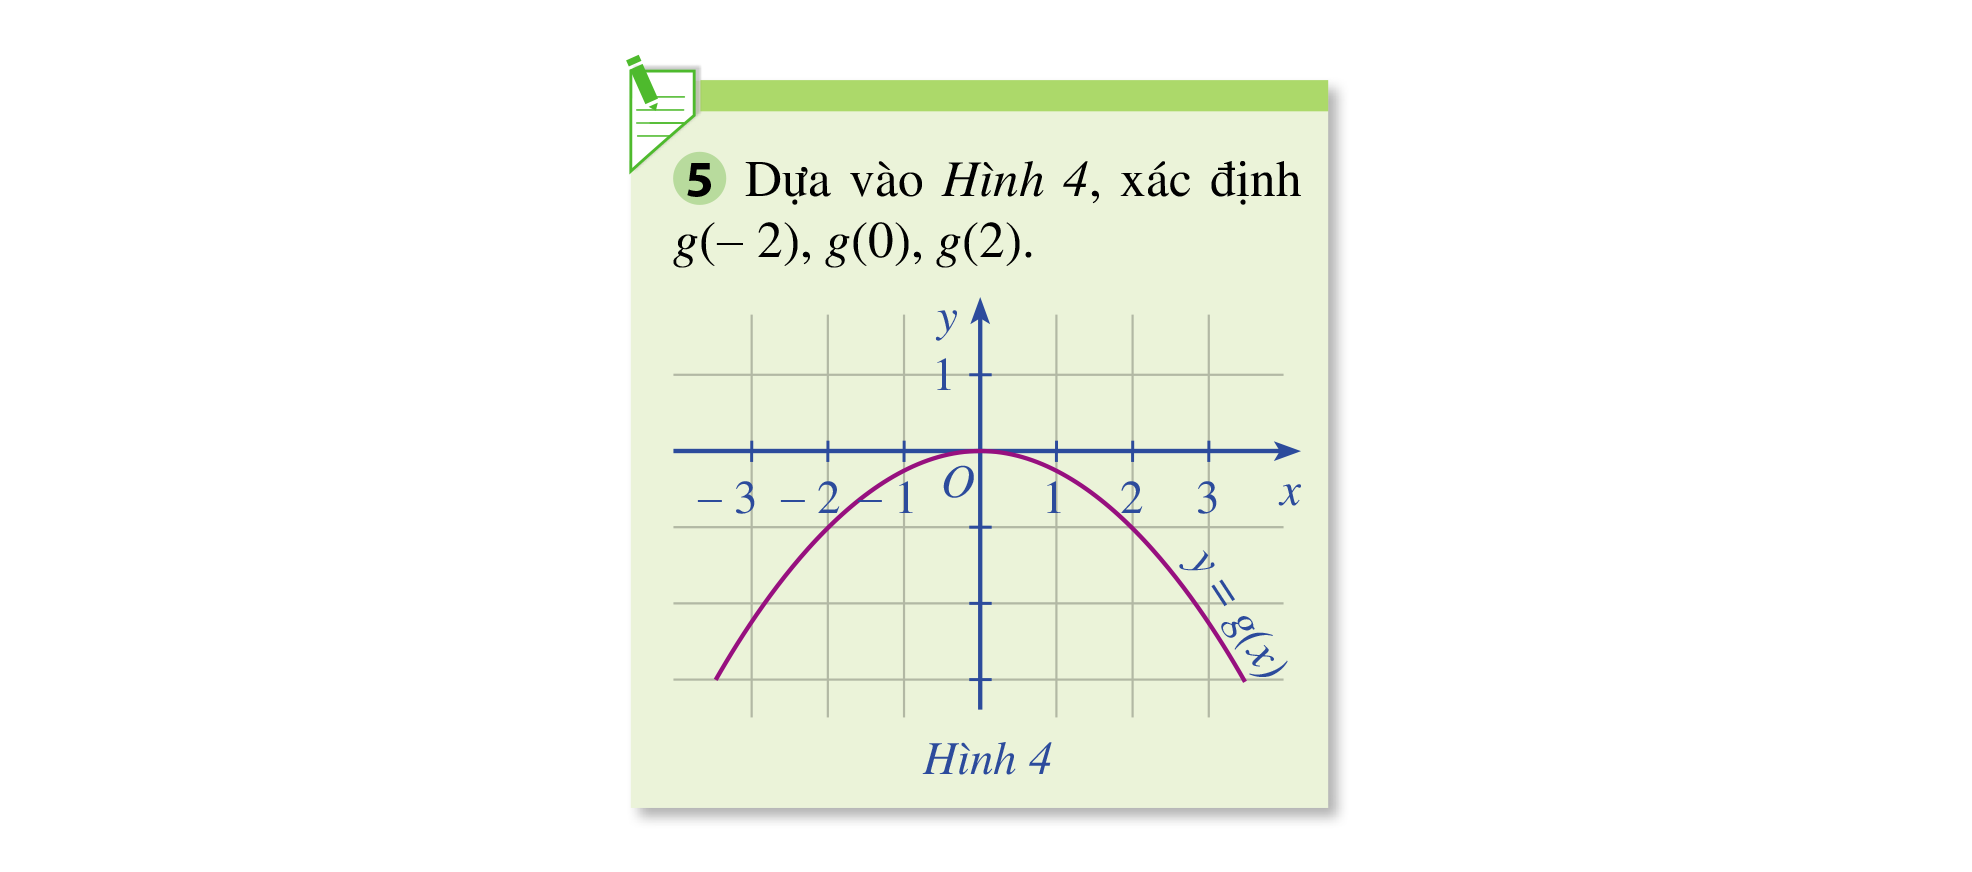 5 Dựa vào Hình 4, xác định
g(– 2), g(0), g(2).
y
1
– 3 – 2 – 1 O 1 2 3 x
y = g(x)
Hình 4